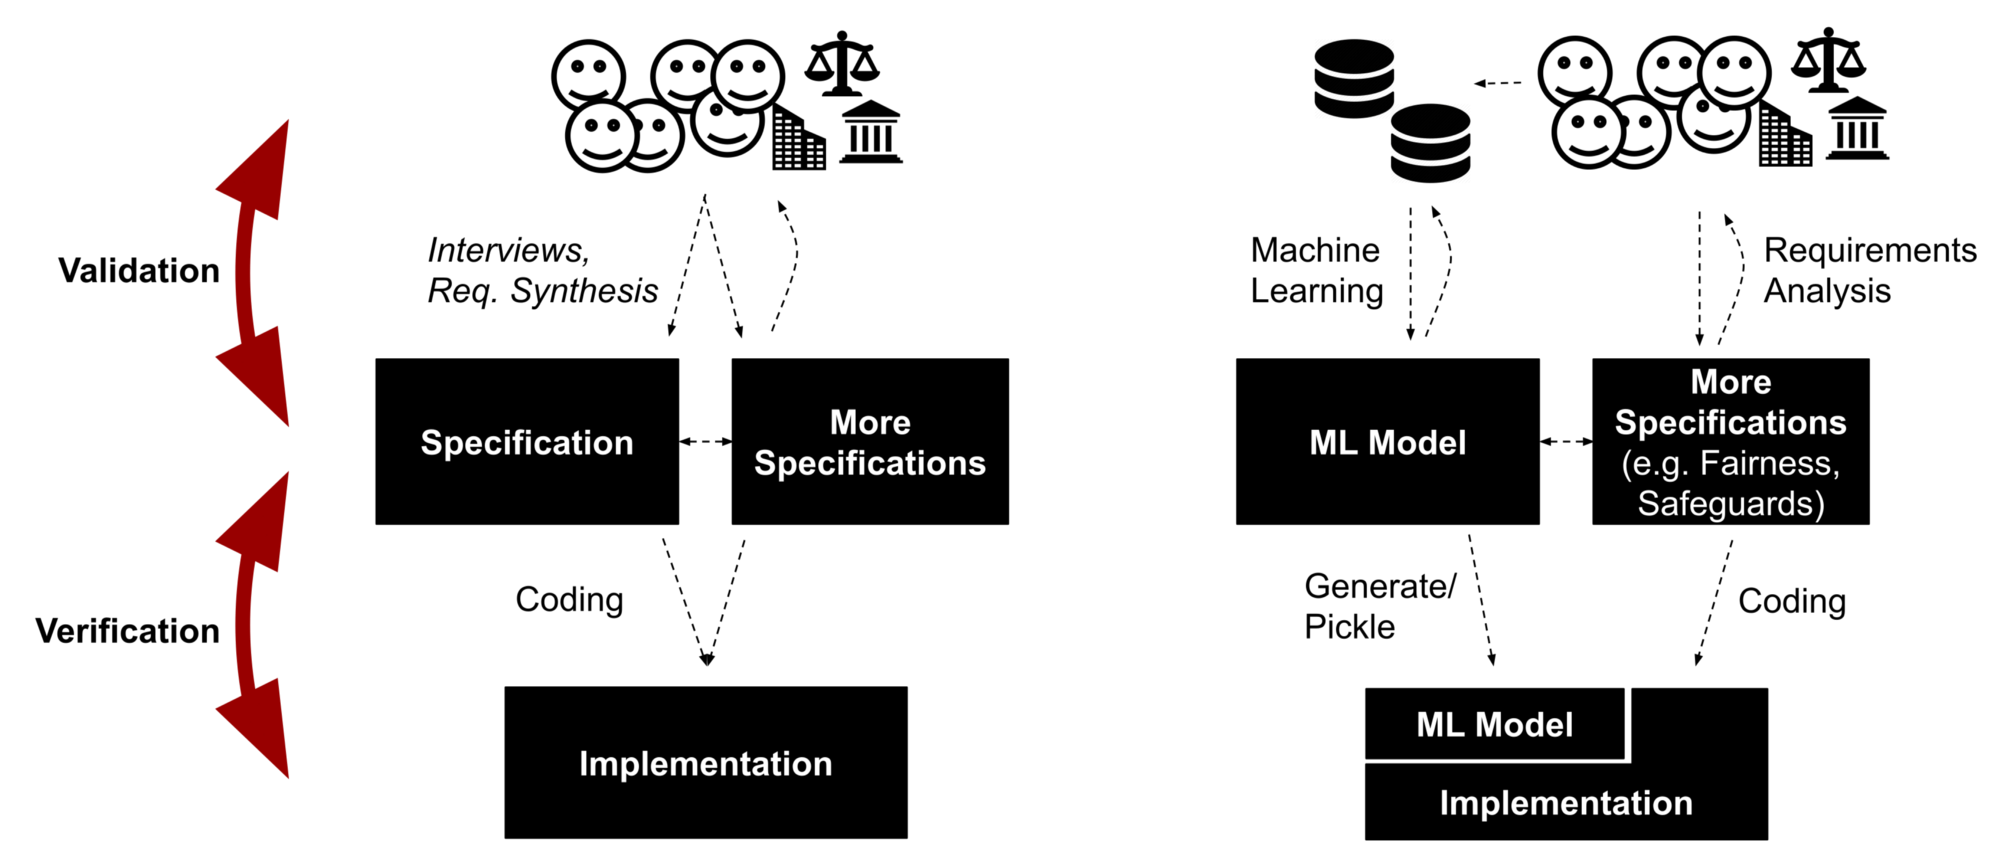 Validation
Verification
Interviews,
Req. Synthesis
Specification
More
Specifications
Coding
Implementation
Machine
Learning
Requirements
Analysis
ML Model
More
Specifications
(e.g. Fairness,
Safeguards)
Generate/
Pickle
Coding
ML Model
Implementation